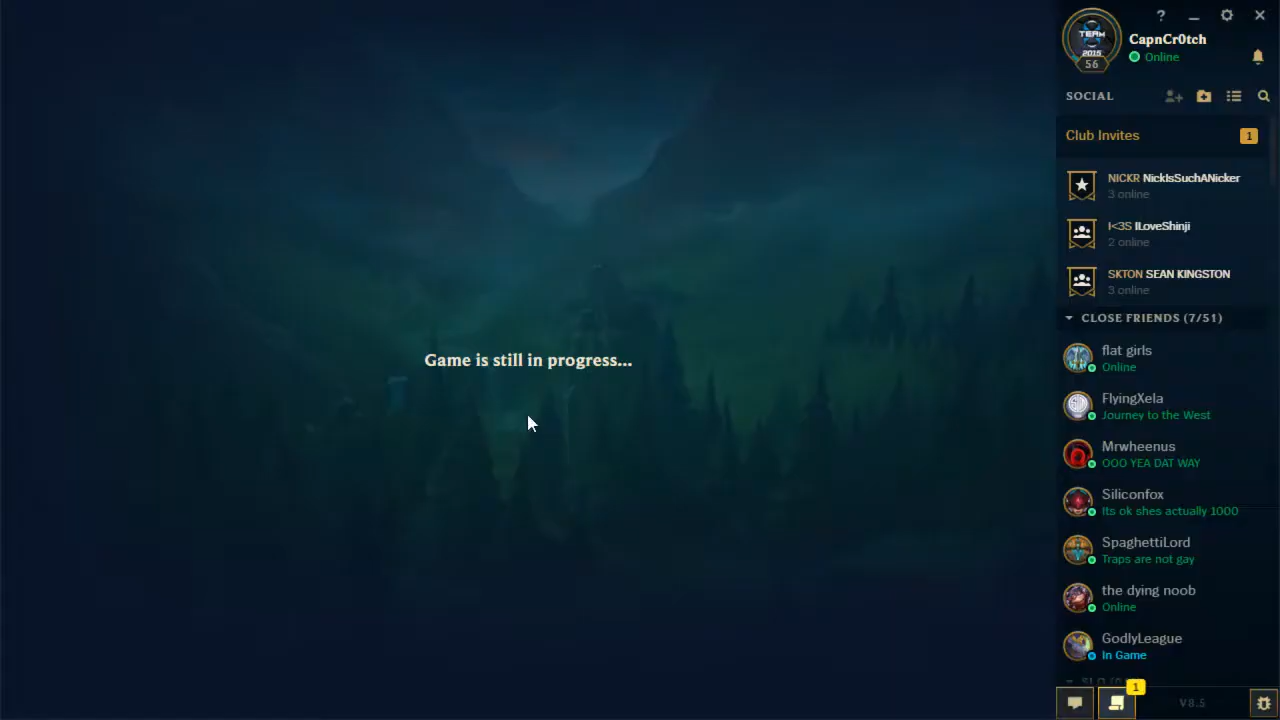 ?
TEAM
2015
56
CapnCr0tch
Online
SOCIAL
Club Invites
1
NICKR NickIsSuchANicker
3 online
I<3S ILoveShinji
2 online
SKTON SEAN KINGSTON
3 online
CLOSE FRIENDS (7/51)
flat girls
Online
FlyingXela
Journey to the West
Mrwheenus
OOO YEA DAT WAY
Siliconfox
Its ok shes actually 1000
SpaghettiLord
Traps are not gay
the dying noob
Online
GodlyLeague
In Game
1
V8.5
Game is still in progress...